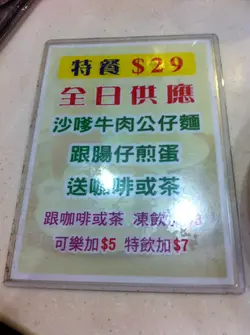 特餐 $29
全日供應
沙嗲牛肉公仔麵
跟腸仔煎蛋
送咖啡或茶
跟咖啡或茶 凍飲加$3
可樂加$5 特飲加$7